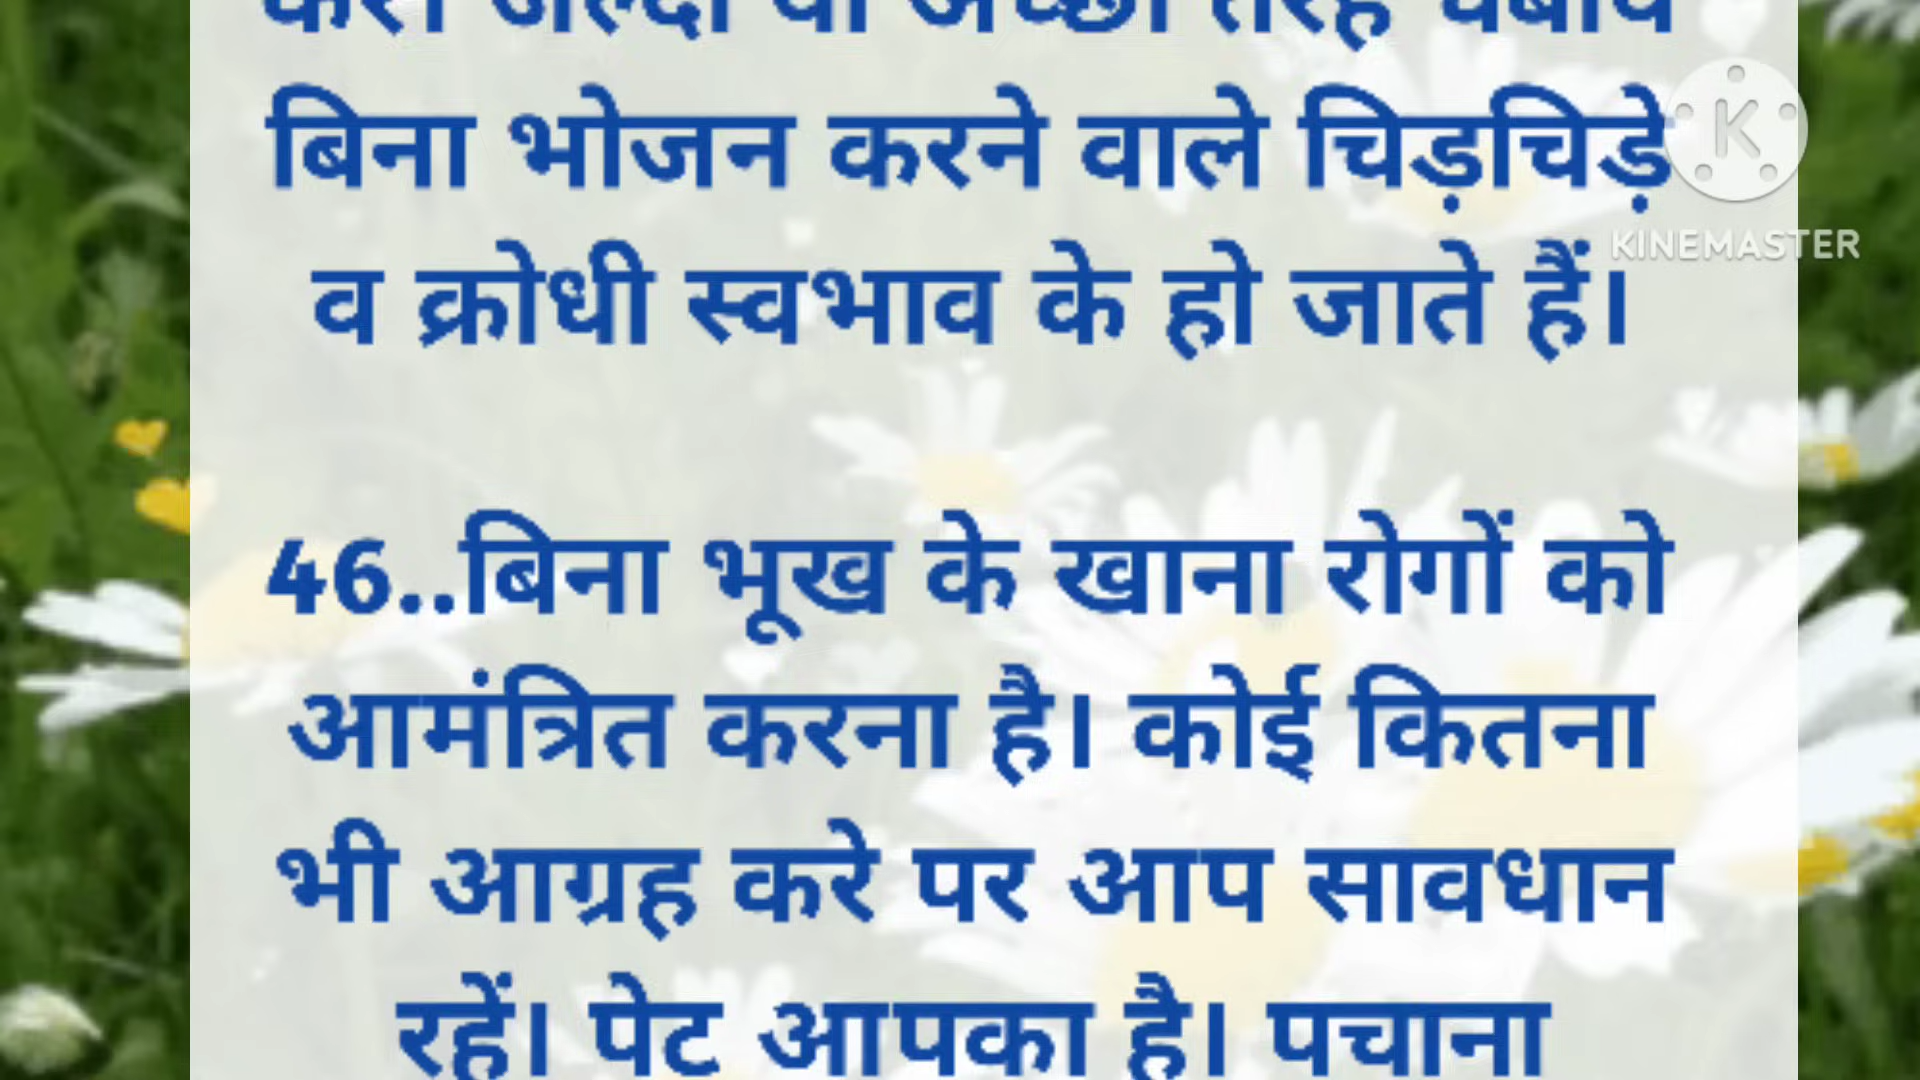 करें जल्दी या अच्छी तरह चबाये
बिना भोजन करने वाले चिड़चिड़े
व क्रोधी स्वभाव के हो जाते हैं।
K
KINEMASTER
46..बिना भूख के खाना रोगों को
आमंत्रित करना है। कोई कितना
भी आग्रह करे पर आप सावधान
रहें। पेट आपका है। पचाना